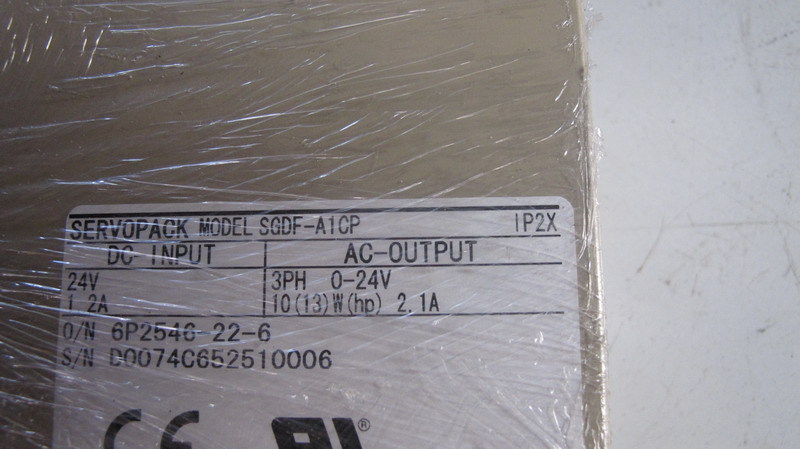 SERVOPACK MODEL SGDF-A1CP IP2X
DC-INPUT AC-OUTPUT
24V 3PH 0-24V
1.2A 10(13)W(hp) 2.1A
O/N 6P2546-22-6
S/N D0074C652510006
CE
®